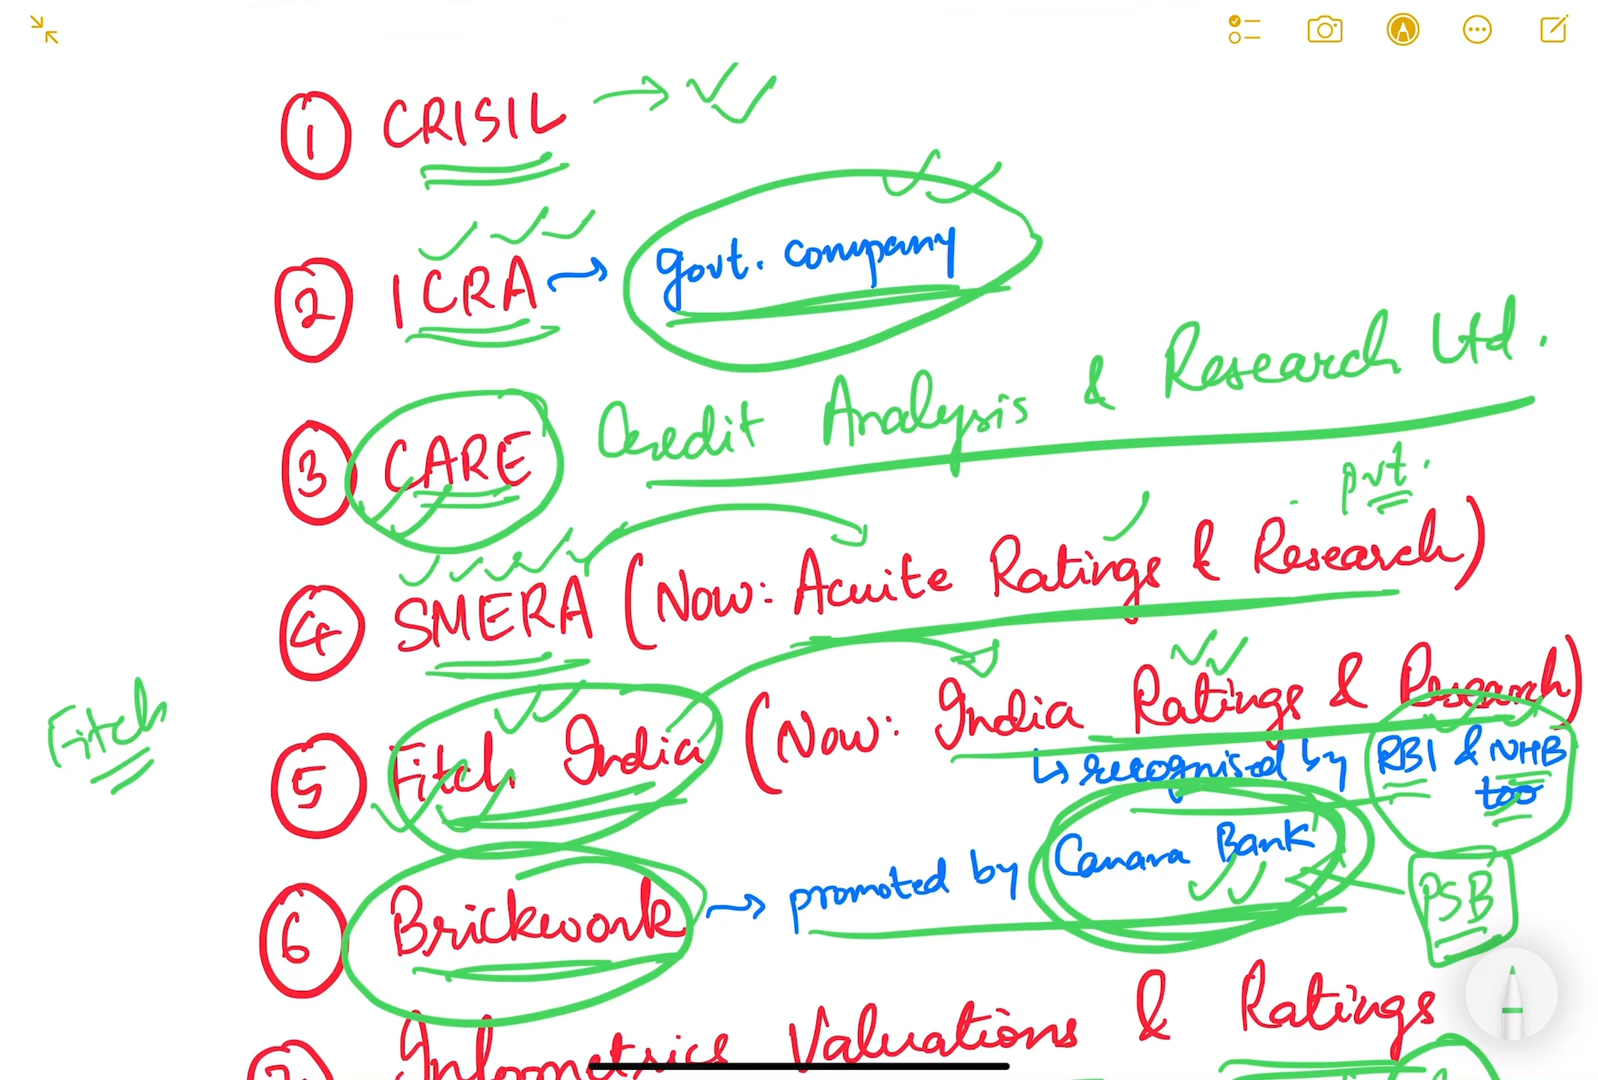 ① CRISIL →
② ICRA → govt. company
③ CARE Credit Analysis & Research Ltd.
pvt.
④ SMERA (Now: Acuite Ratings & Research)
Fitch
⑤ Fitch India (Now: India Ratings & Research)
↳ recognised by RBI & NHB too
⑥ Brickwork → promoted by Canara Bank
PSB
7 Infometrics Valuations & Ratings